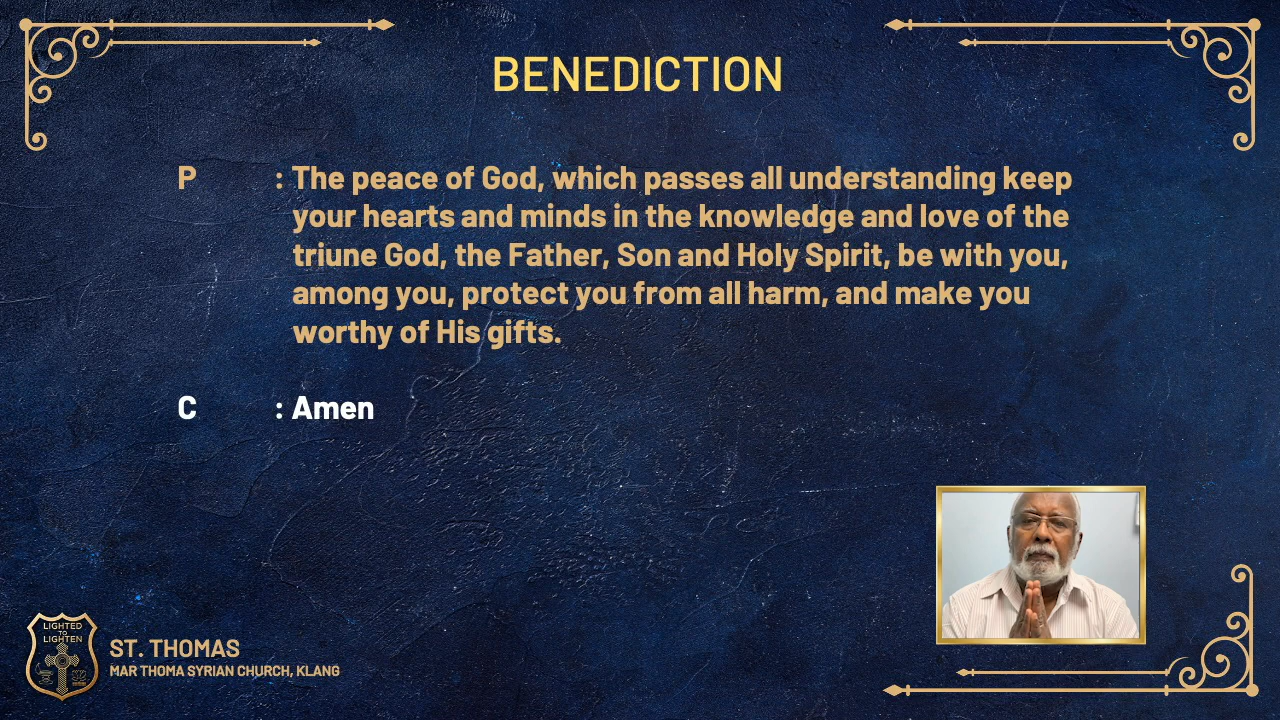 BENEDICTION
P : The peace of God, which passes all understanding keep
your hearts and minds in the knowledge and love of the
triune God, the Father, Son and Holy Spirit, be with you,
among you, protect you from all harm, and make you
worthy of His gifts.
C : Amen
LIGHTED
TO
LIGHTEN
ST. THOMAS
MAR THOMA SYRIAN CHURCH, KLANG